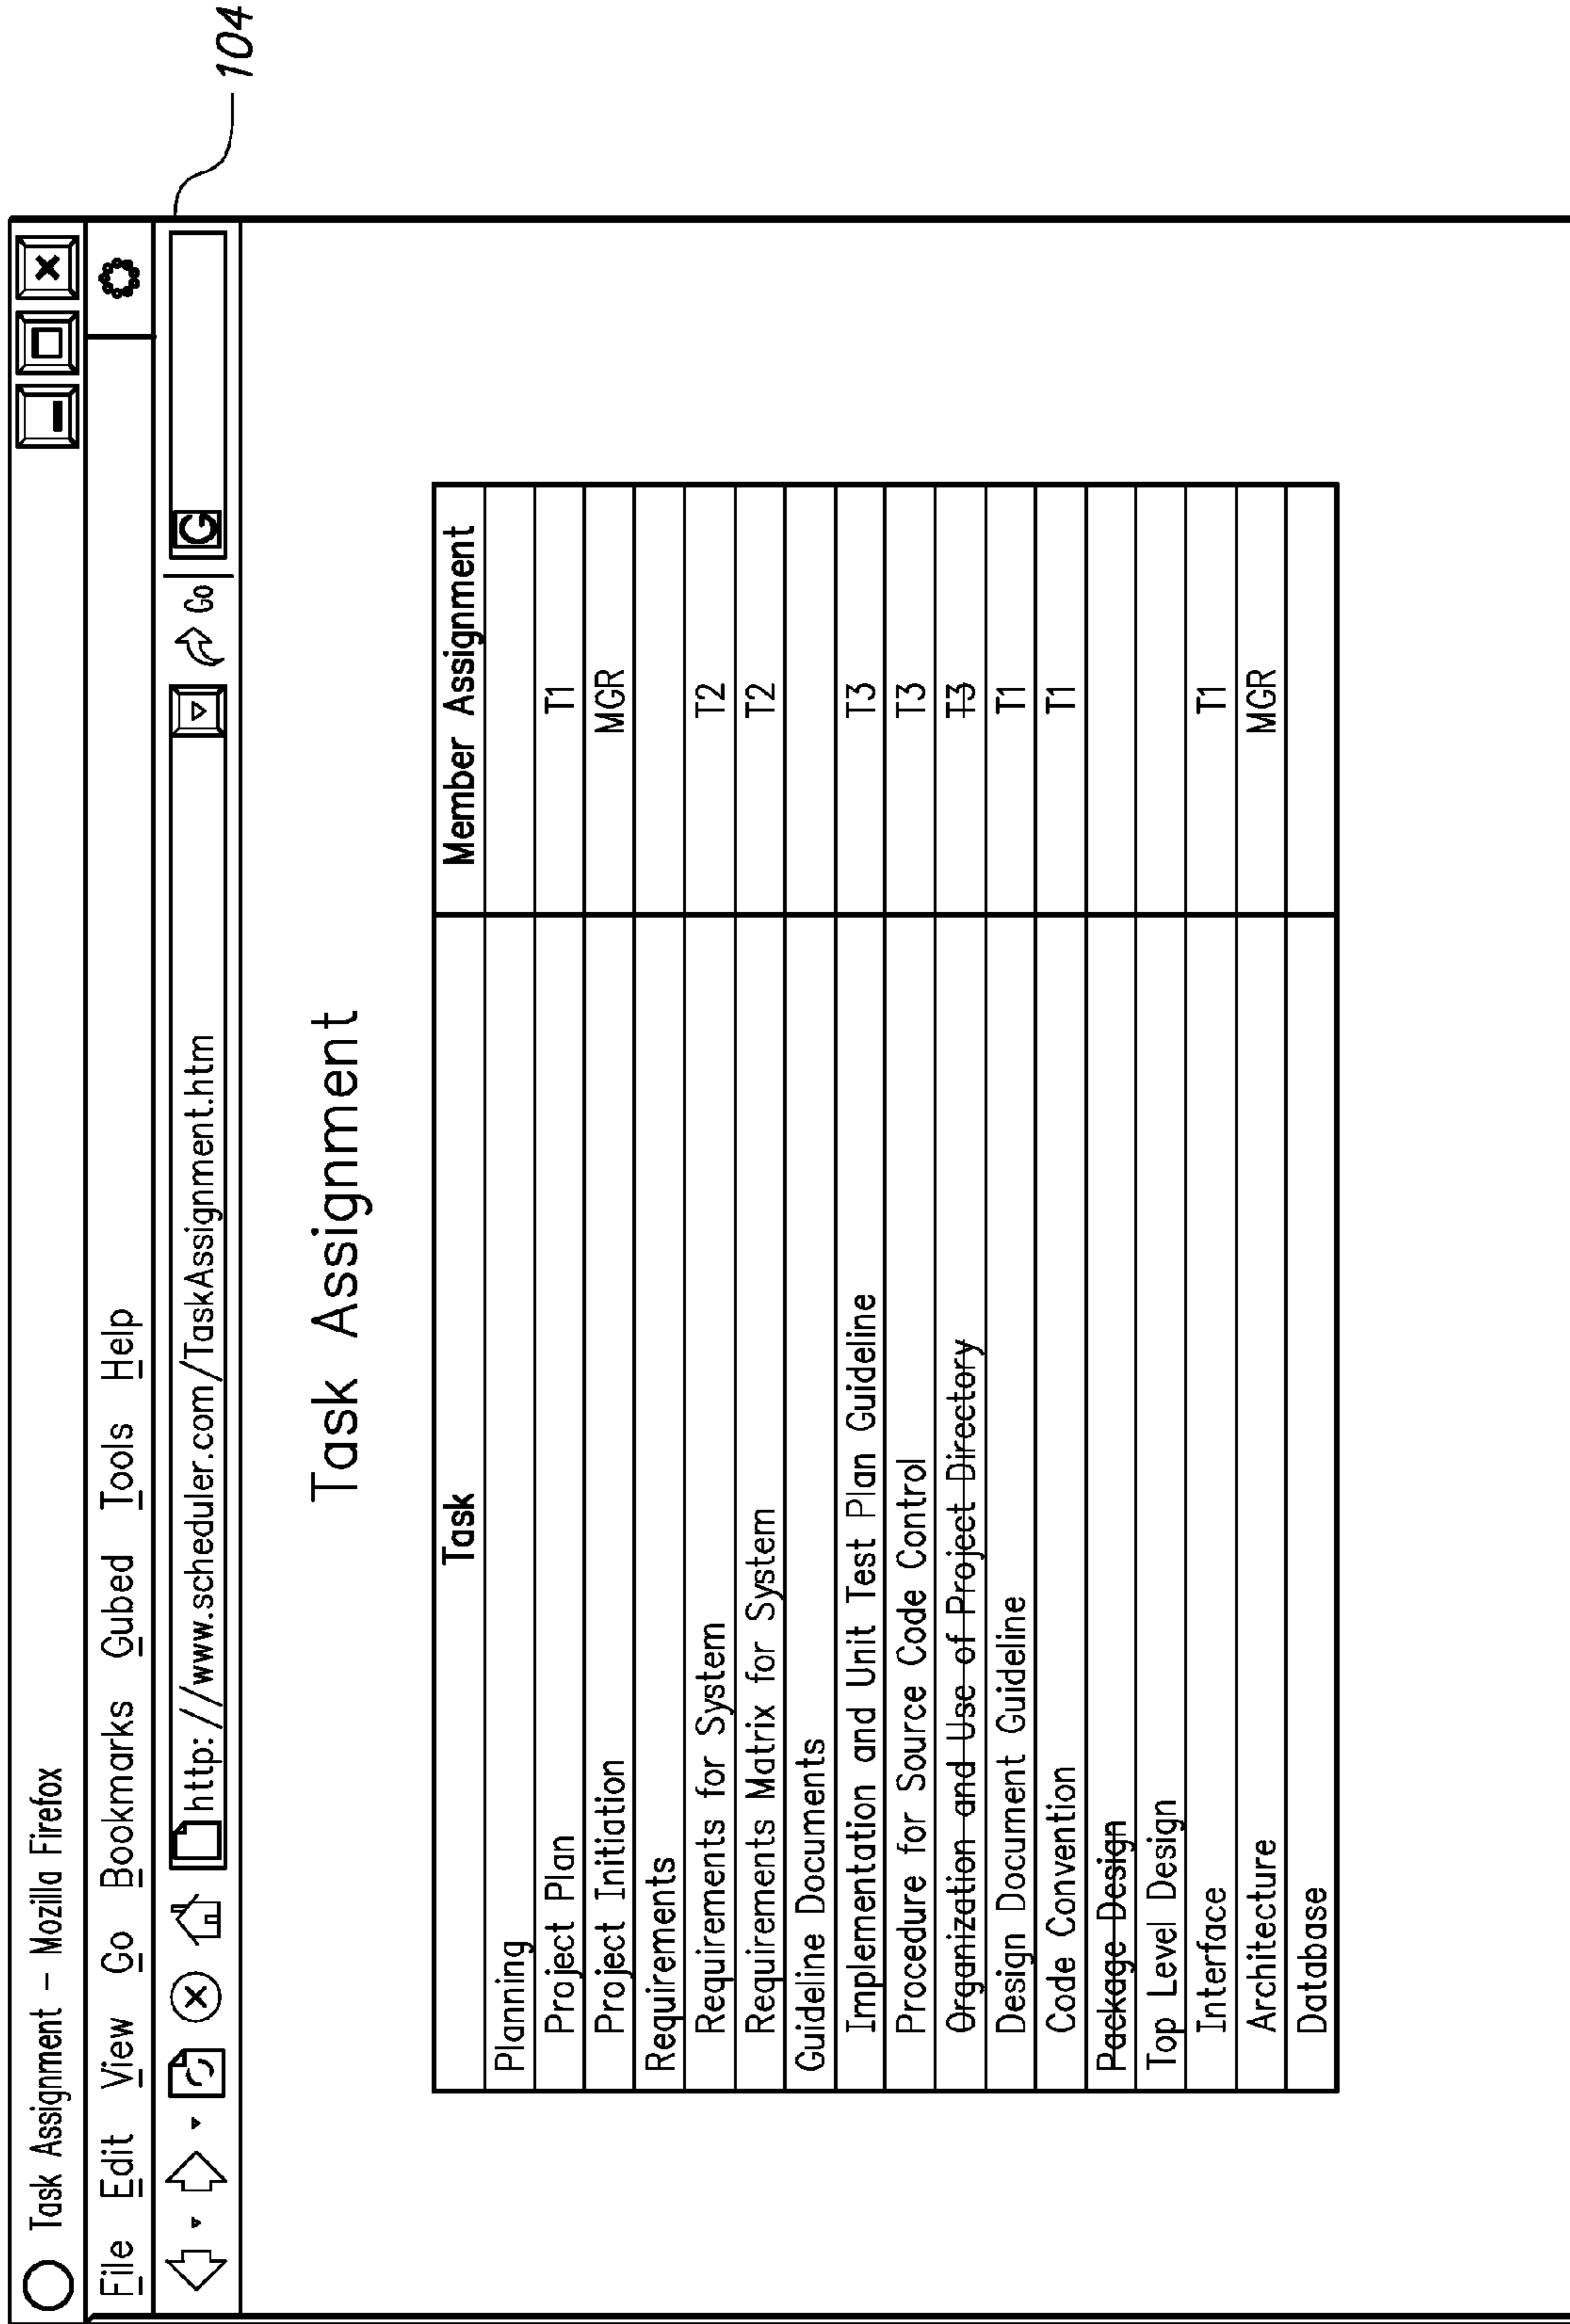 Task Assignment – Mozilla Firefox
File Edit View Go Bookmarks Gubed Tools Help
http://www.scheduler.com/TaskAssignment.htm Go G
104
Task Assignment
Task Member Assignment
Planning
Project Plan T1
Project Initiation MGR
Requirements
Requirements for System T2
Requirements Matrix for System T2
Guideline Documents
Implementation and Unit Test Plan Guideline T3
Procedure for Source Code Control T3
Organization and Use of Project Directory T3
Design Document Guideline T1
Code Convention T1
Package Design
Top Level Design
Interface T1
Architecture MGR
Database